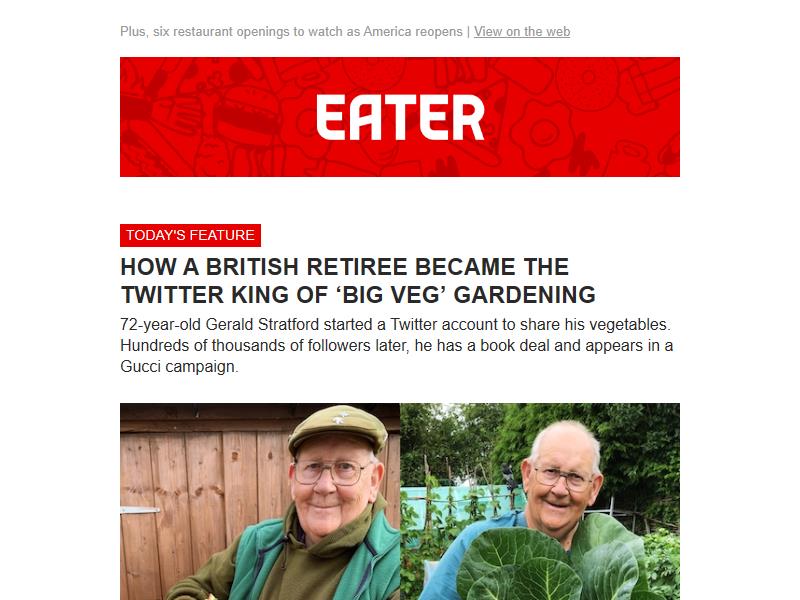 Plus, six restaurant openings to watch as America reopens | View on the web
EATER
TODAY'S FEATURE
HOW A BRITISH RETIREE BECAME THE
TWITTER KING OF ‘BIG VEG’ GARDENING
72-year-old Gerald Stratford started a Twitter account to share his vegetables.
Hundreds of thousands of followers later, he has a book deal and appears in a
Gucci campaign.